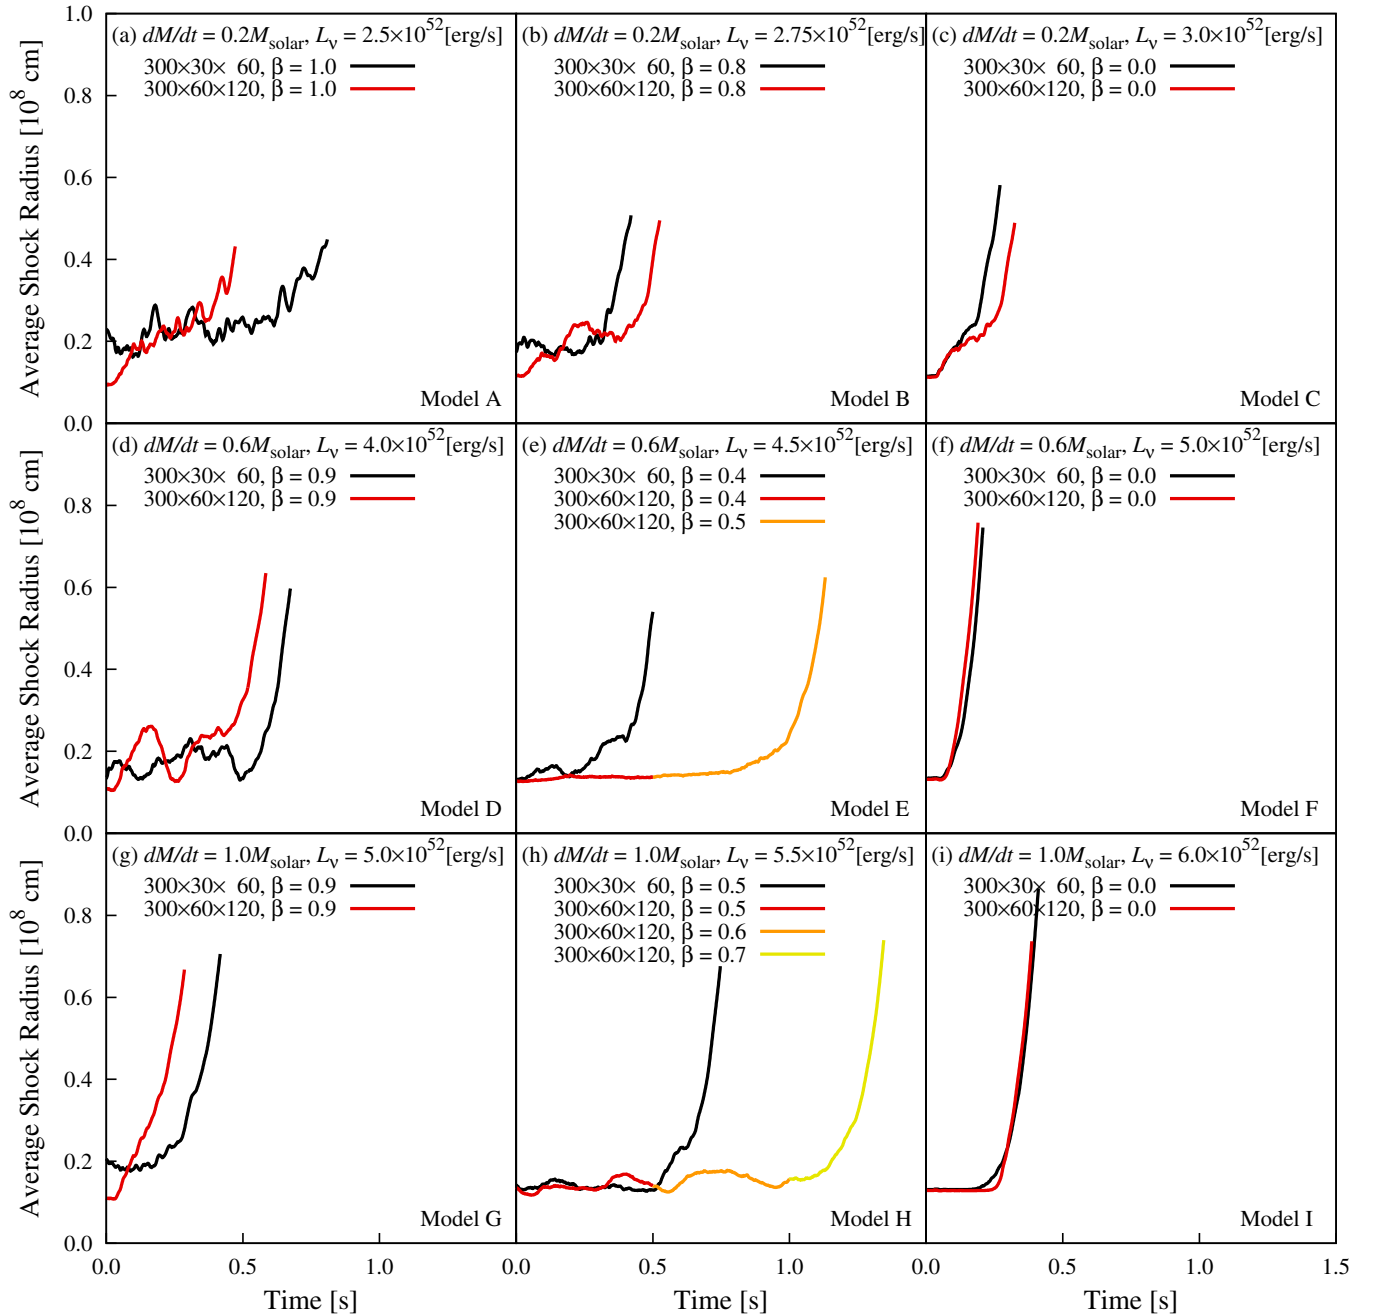 1.0
0.8
0.6
0.4
0.2
0.0
Average Shock Radius [10^8 cm]
(a) dM/dt = 0.2M_solar, L_ν = 2.5×10^52[erg/s]
300×30× 60, β = 1.0
300×60×120, β = 1.0
Model A
(b) dM/dt = 0.2M_solar, L_ν = 2.75×10^52[erg/s]
300×30× 60, β = 0.8
300×60×120, β = 0.8
Model B
(c) dM/dt = 0.2M_solar, L_ν = 3.0×10^52[erg/s]
300×30× 60, β = 0.0
300×60×120, β = 0.0
Model C
0.8
0.6
0.4
0.2
0.0
Average Shock Radius [10^8 cm]
(d) dM/dt = 0.6M_solar, L_ν = 4.0×10^52[erg/s]
300×30× 60, β = 0.9
300×60×120, β = 0.9
Model D
(e) dM/dt = 0.6M_solar, L_ν = 4.5×10^52[erg/s]
300×30× 60, β = 0.4
300×60×120, β = 0.4
300×60×120, β = 0.5
Model E
(f) dM/dt = 0.6M_solar, L_ν = 5.0×10^52[erg/s]
300×30× 60, β = 0.0
300×60×120, β = 0.0
Model F
0.8
0.6
0.4
0.2
0.0
Average Shock Radius [10^8 cm]
(g) dM/dt = 1.0M_solar, L_ν = 5.0×10^52[erg/s]
300×30× 60, β = 0.9
300×60×120, β = 0.9
Model G
(h) dM/dt = 1.0M_solar, L_ν = 5.5×10^52[erg/s]
300×30× 60, β = 0.5
300×60×120, β = 0.5
300×60×120, β = 0.6
300×60×120, β = 0.7
Model H
(i) dM/dt = 1.0M_solar, L_ν = 6.0×10^52[erg/s]
300×30× 60, β = 0.0
300×60×120, β = 0.0
Model I
0.0 0.5 1.0
0.0 0.5 1.0
0.0 0.5 1.0 1.5
Time [s]
Time [s]
Time [s]